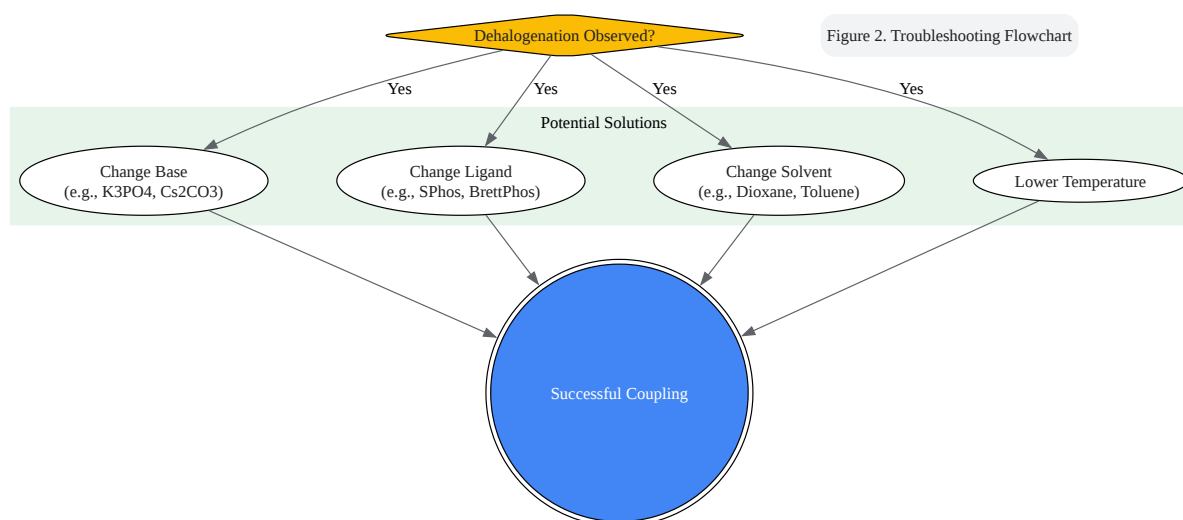 Dehalogenation Observed?
Figure 2. Troubleshooting Flowchart
Yes
Yes
Yes
Yes
Potential Solutions
Change Base
(e.g., K3PO4, Cs2CO3)
Change Ligand
(e.g., SPhos, BrettPhos)
Change Solvent
(e.g., Dioxane, Toluene)
Lower Temperature
Successful Coupling